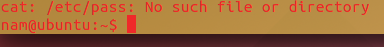 cat: /etc/pass: No such file or directory
nam@ubuntu:~$